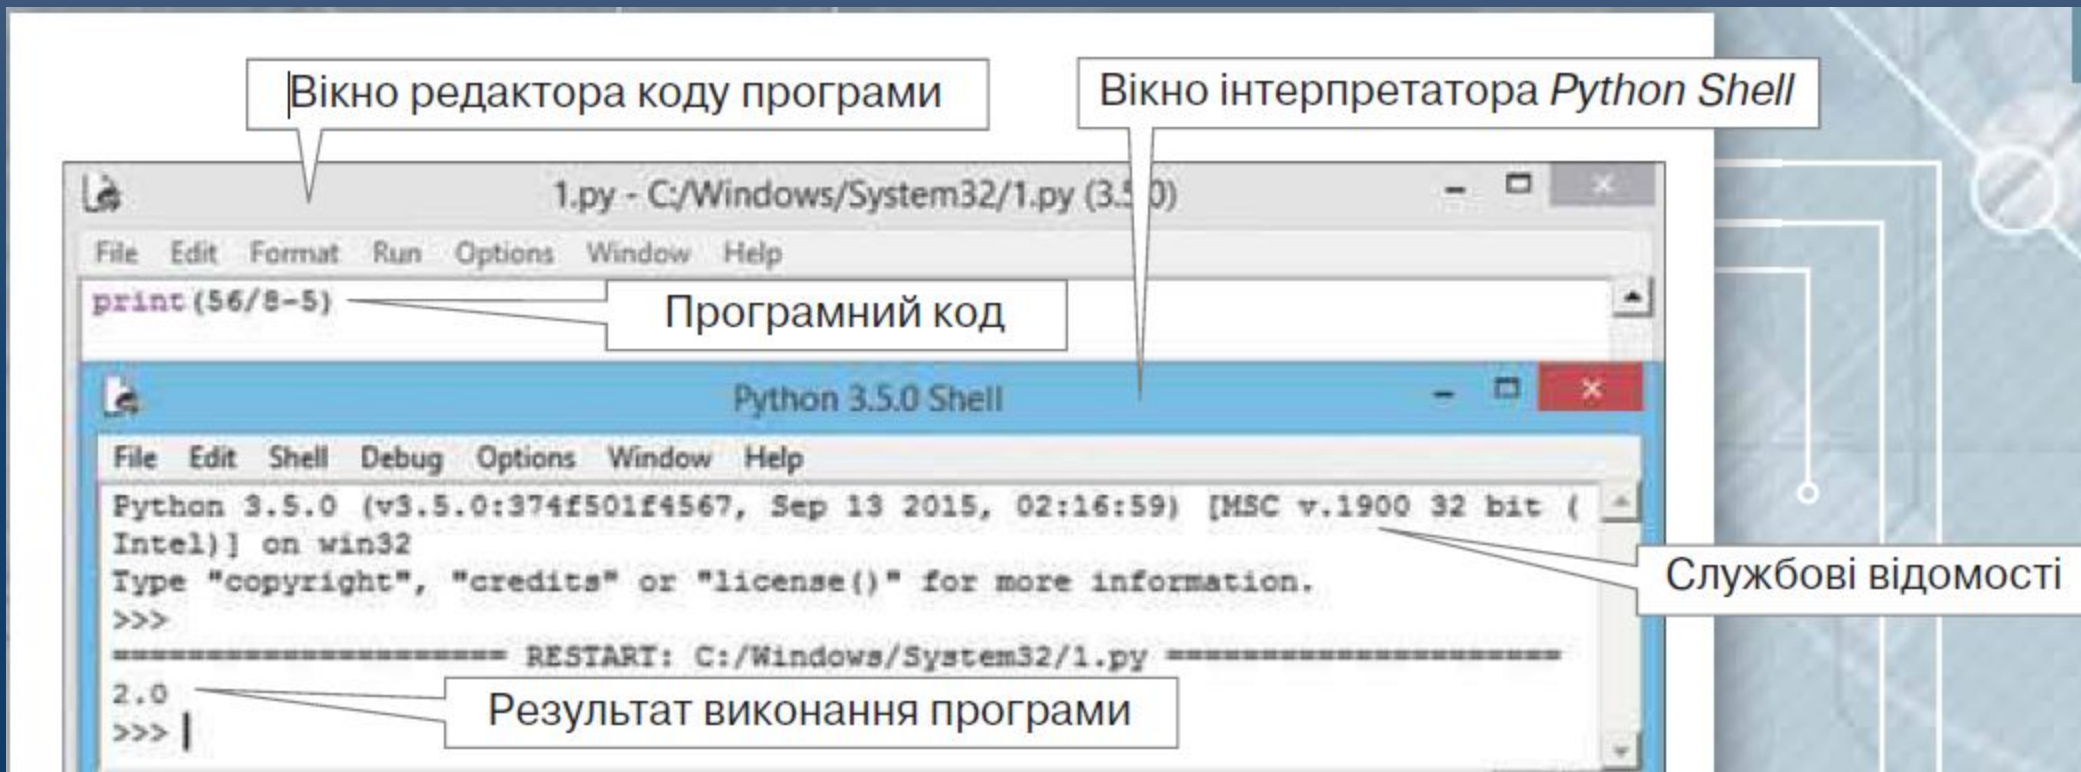 Вікно редактора коду програми
Вікно інтерпретатора Python Shell
1.py - C:/Windows/System32/1.py (3.5.0)
File Edit Format Run Options Window Help
print(56/8-5)
Програмний код
Python 3.5.0 Shell
File Edit Shell Debug Options Window Help
Python 3.5.0 (v3.5.0:374f501f4567, Sep 13 2015, 02:16:59) [MSC v.1900 32 bit (
Intel)] on win32
Type "copyright", "credits" or "license()" for more information.
Службові відомості
>>>
====================== RESTART: C:/Windows/System32/1.py ======================
2.0
Результат виконання програми
>>>